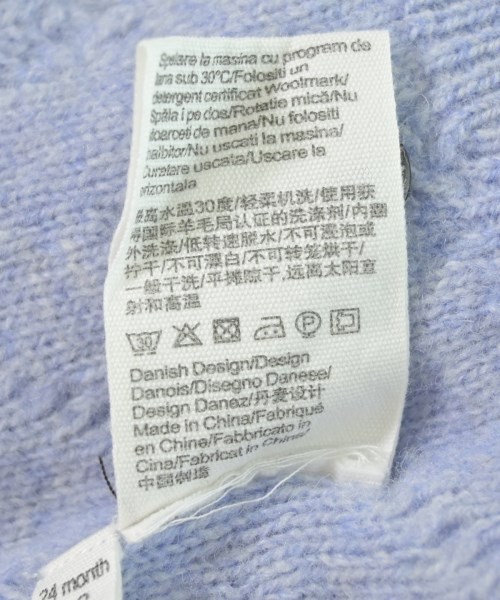 Spalare la masina cu program de
lana sub 30°C/Folositi un
detergent certificat Woolmark/
Spăla i pe dos/Rotatie mică/Nu
stoarceti de mana/Nu folositi
nalbitor/Nu uscati la masina/
Curatare uscata/Uscare la
orizontala
最高水温30度/轻柔机洗/使用获
得国际羊毛局认证的洗涤剂/内翻
外洗涤/低转速脱水/不可浸泡或
拧干/不可漂白/不可转笼烘干/
一般干洗/平摊晾干,远离太阳直
射和高温
30 P
Danish Design/Design
Danois/Disegno Danese/
Design Danez/丹麦设计
Made in China/Fabriqué
en Chine/Fabbricato in
Cina/Fabricat in China/
中国制造
24 month